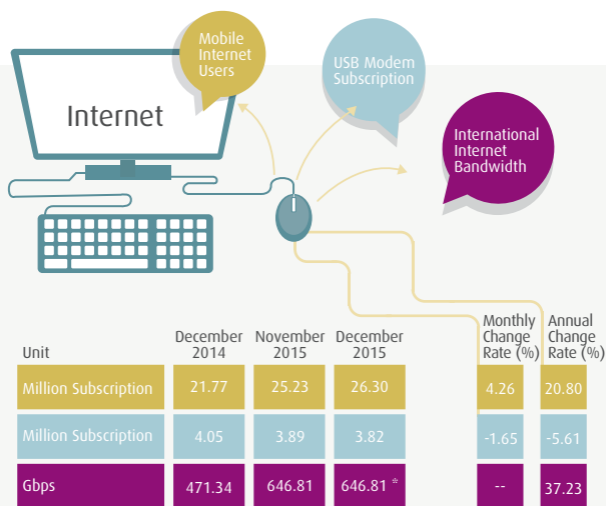 Mobile
Internet
Users
USB Modem
Subscription
Internet
International
Internet
Bandwidth
Unit
December
2014
November
2015
December
2015
Monthly
Change
Rate (%)
Annual
Change
Rate (%)
Million Subscription 21.77 25.23 26.30 4.26 20.80
Million Subscription 4.05 3.89 3.82 -1.65 -5.61
Gbps 471.34 646.81 646.81 * -- 37.23